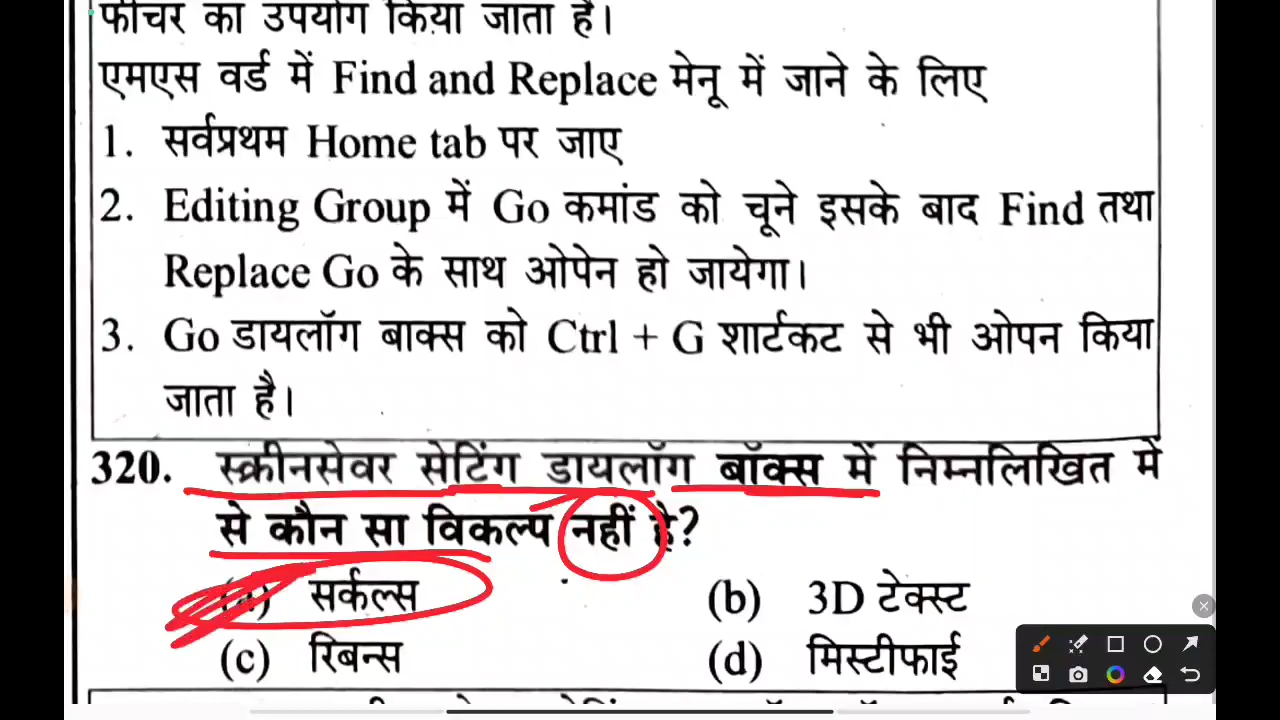 फीचर का उपयोग किया जाता है।
एमएस वर्ड में Find and Replace मेनू में जाने के लिए
1. सर्वप्रथम Home tab पर जाए
2. Editing Group में Go कमांड को चूने इसके बाद Find तथा
Replace Go के साथ ओपेन हो जायेगा।
3. Go डायलॉग बाक्स को Ctrl + G शार्टकट से भी ओपन किया
जाता है।
320. स्क्रीनसेवर सेटिंग डायलॉग बॉक्स में निम्नलिखित में
से कौन सा विकल्प नहीं है?
(a) सर्कल्स (b) 3D टेक्स्ट
(c) रिबन्स (d) मिस्टीफाई